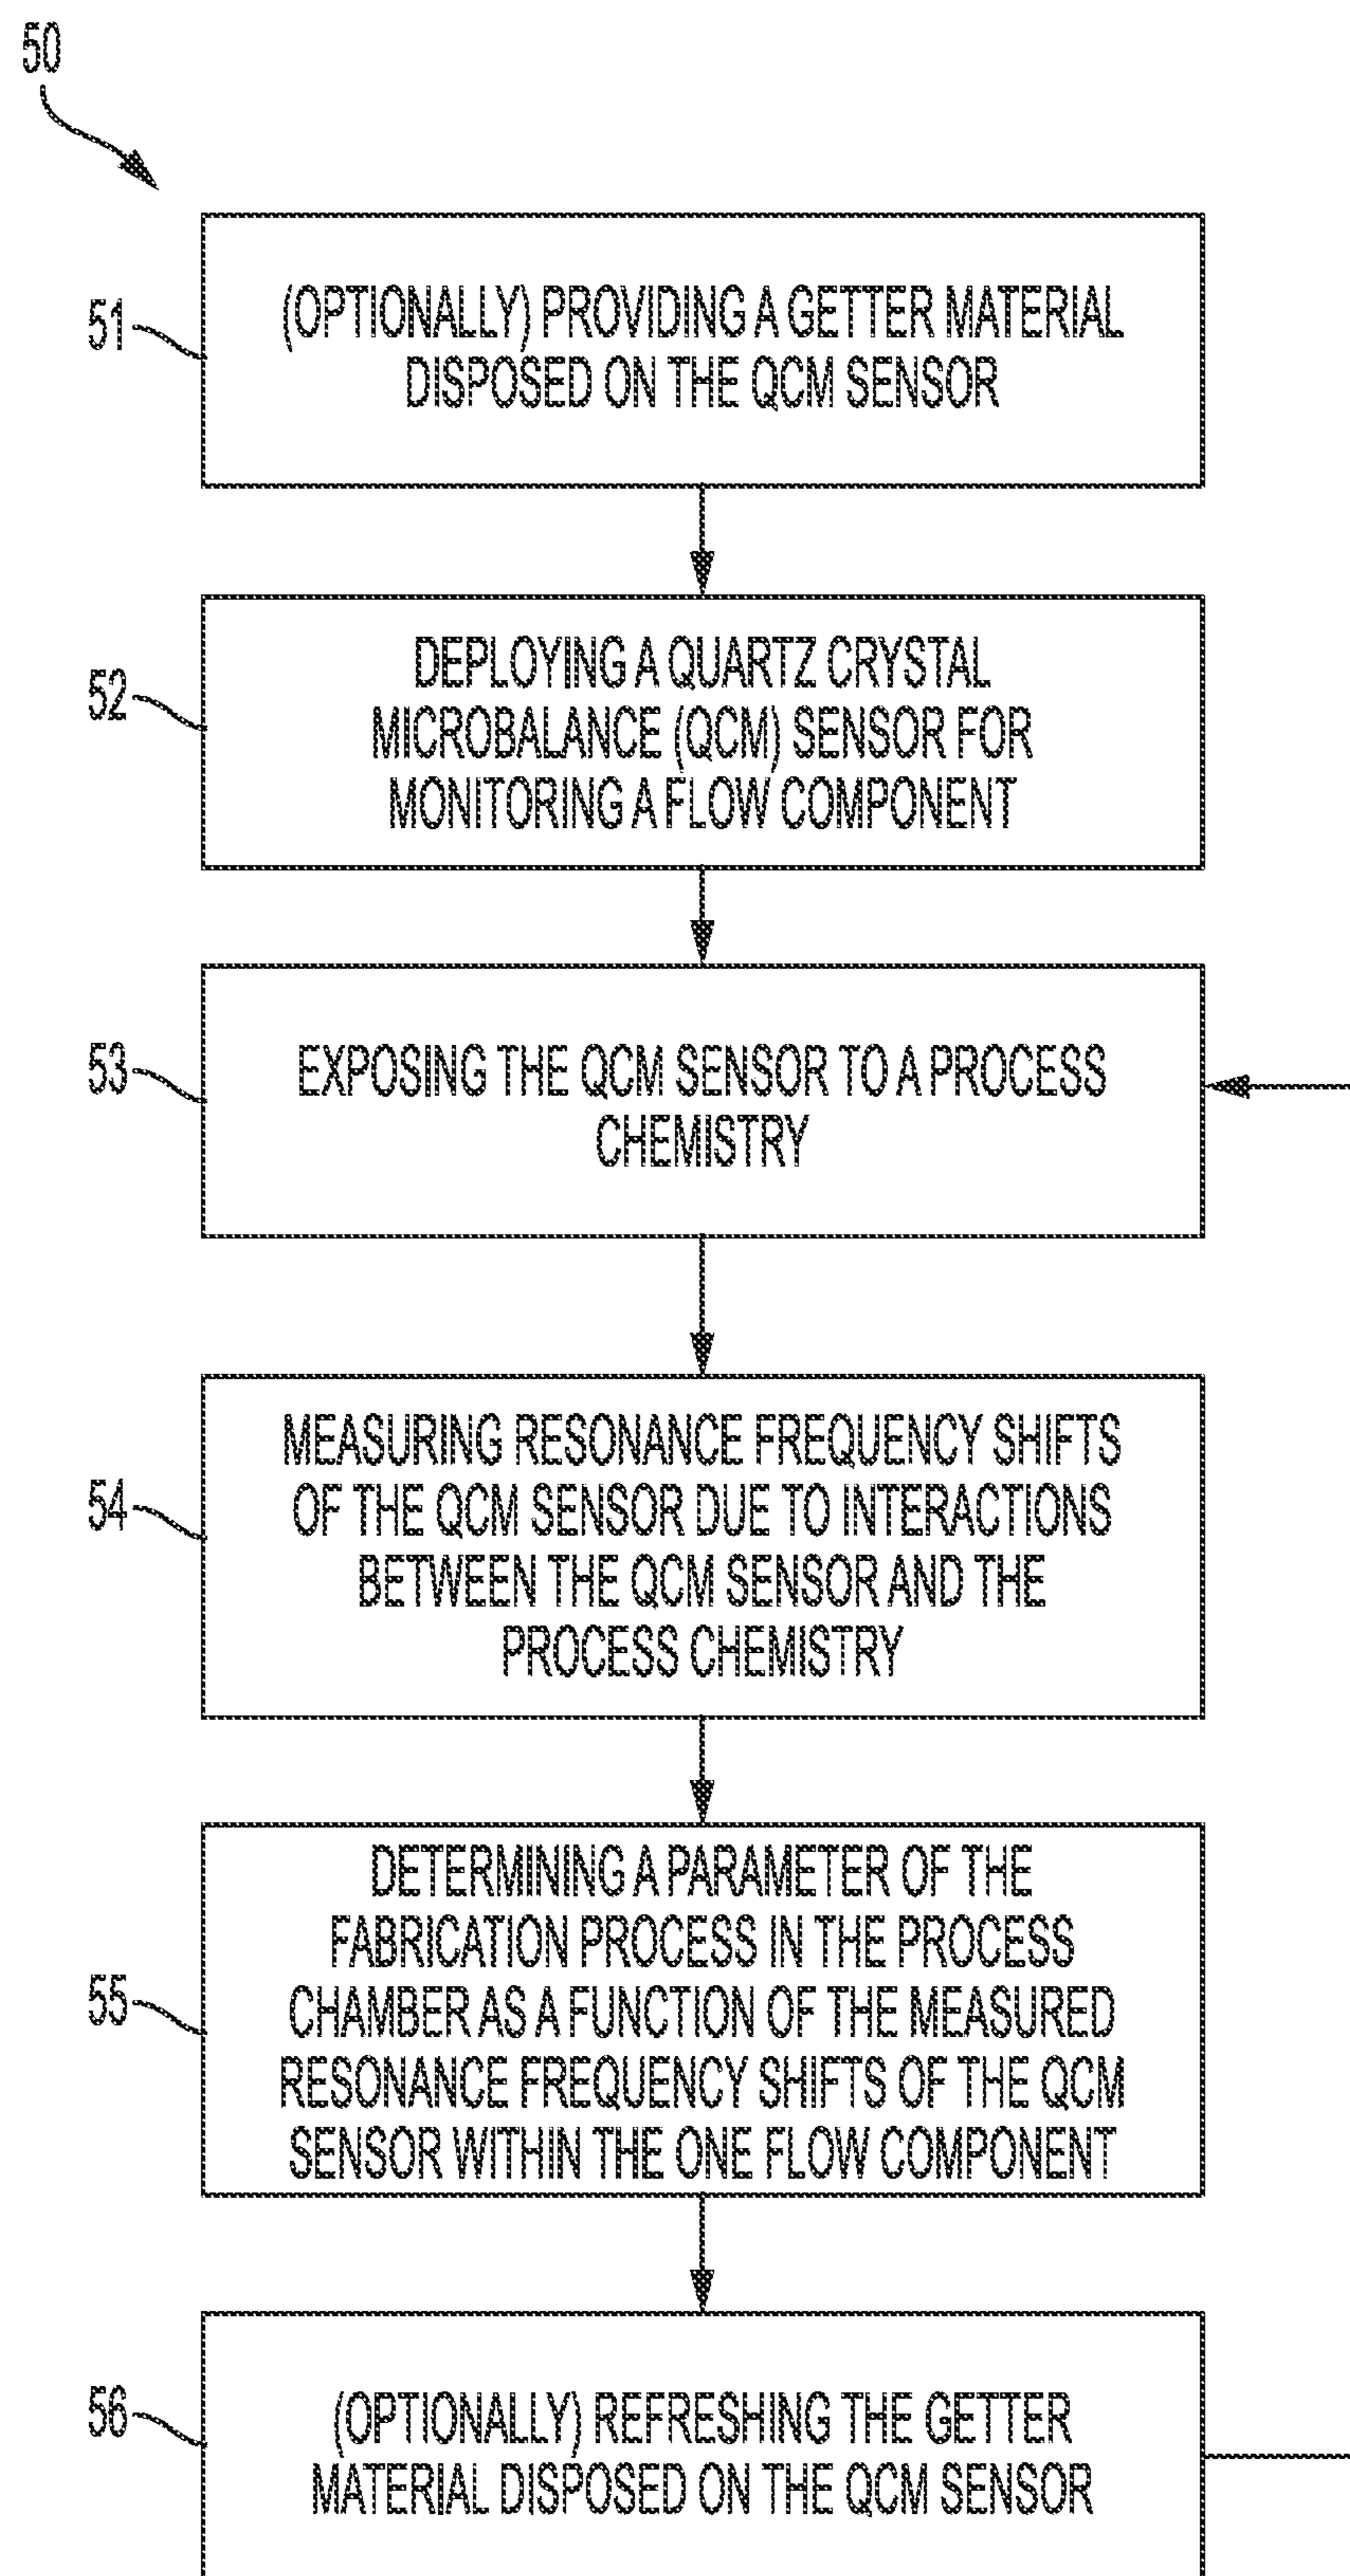 50
51
(OPTIONALLY) PROVIDING A GETTER MATERIAL
DISPOSED ON THE QCM SENSOR
52
DEPLOYING A QUARTZ CRYSTAL
MICROBALANCE (QCM) SENSOR FOR
MONITORING A FLOW COMPONENT
53
EXPOSING THE QCM SENSOR TO A PROCESS
CHEMISTRY
54
MEASURING RESONANCE FREQUENCY SHIFTS
OF THE QCM SENSOR DUE TO INTERACTIONS
BETWEEN THE QCM SENSOR AND THE
PROCESS CHEMISTRY
55
DETERMINING A PARAMETER OF THE
FABRICATION PROCESS IN THE PROCESS
CHAMBER AS A FUNCTION OF THE MEASURED
RESONANCE FREQUENCY SHIFTS OF THE QCM
SENSOR WITHIN THE ONE FLOW COMPONENT
56
(OPTIONALLY) REFRESHING THE GETTER
MATERIAL DISPOSED ON THE QCM SENSOR